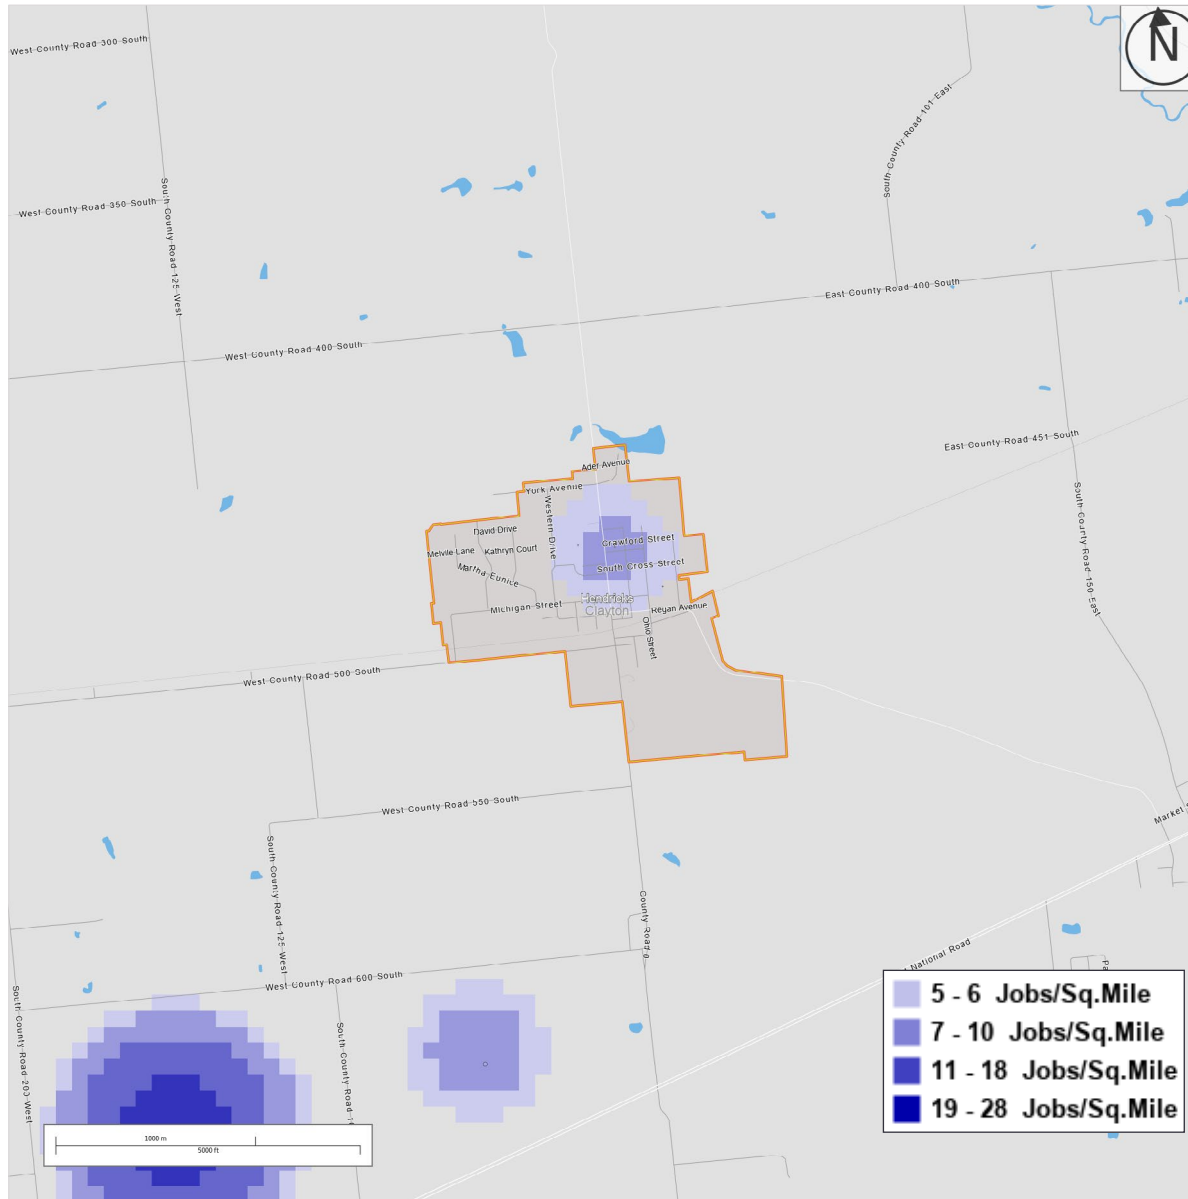 N
West County Road 300 South
South County Road 101 East
South County Road 125 West
West County Road 350 South
East County Road 400 South
West County Road 400 South
East County Road 451 South
Adel Avenue
York Avenue
Western Drive
David Drive
Crawford Street
Melvile Lane
Kathryn Court
South Cross Street
Martha Eunice
Hendricks
Clayton
Michigan Street
Regan Avenue
Ohio Street
South County Road 150 East
West County Road 500 South
West County Road 550 South
Market
South County Road 125 West
County Road 0
National Road
West County Road 600 South
South County Road 200 West
South County Road
Pa
5 - 6 Jobs/Sq.Mile
7 - 10 Jobs/Sq.Mile
11 - 18 Jobs/Sq.Mile
19 - 28 Jobs/Sq.Mile
1000 m
5000 ft